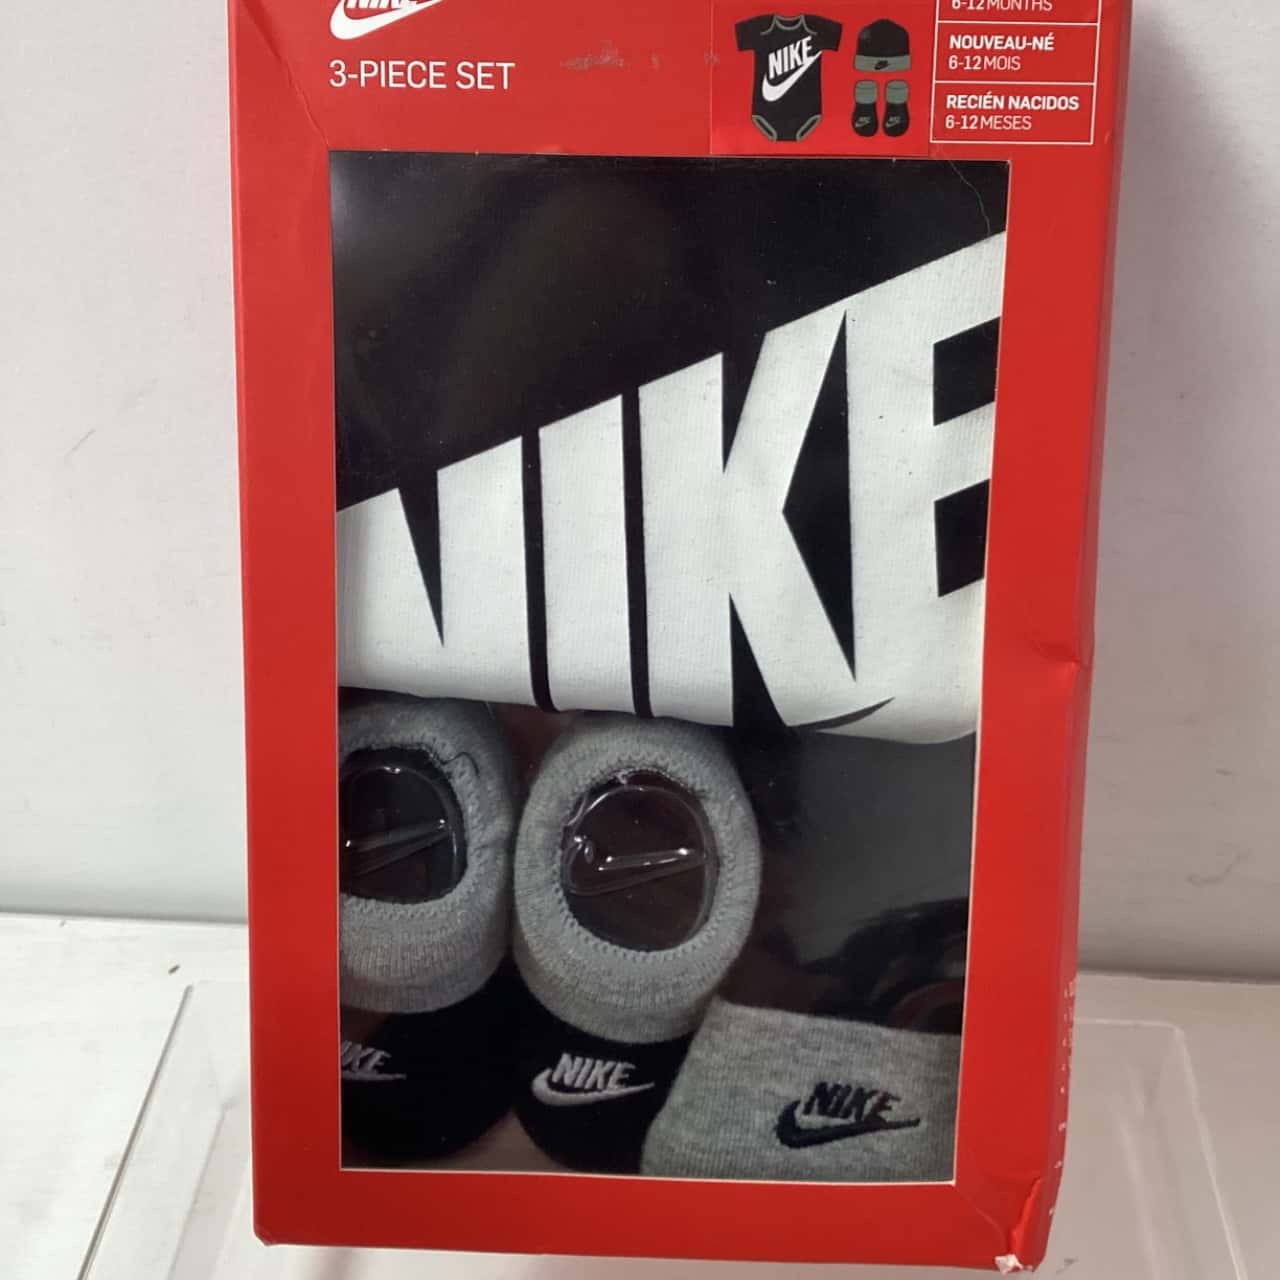 NIKE
3-PIECE SET
NIKE
6-12 MONTHS
NOUVEAU-NÉ
6-12 MOIS
RECIÉN NACIDOS
6-12 MESES
NIKE
NIKE
NIKE
NIKE